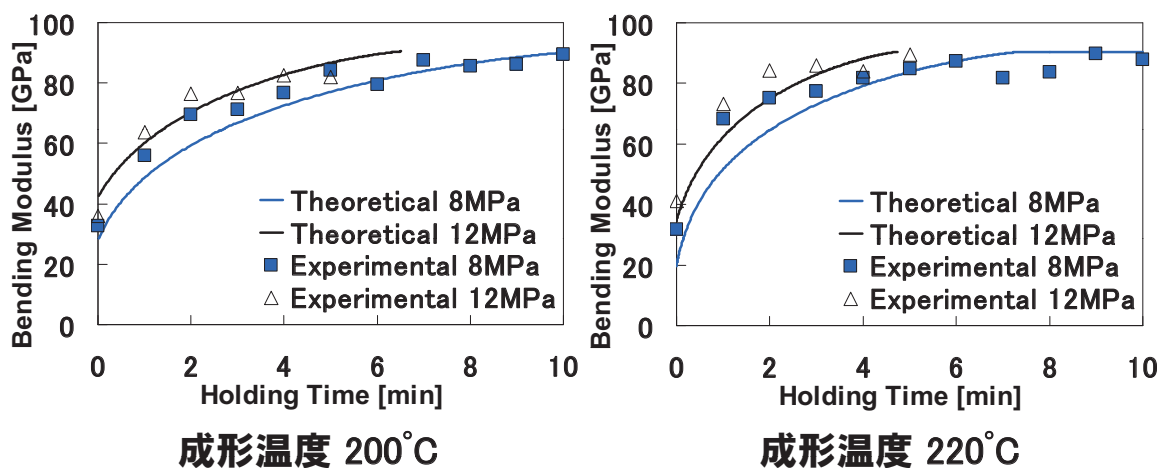 100
80
60
40
20
0
Bending Modulus [GPa]
Theoretical 8MPa
Theoretical 12MPa
Experimental 8MPa
Experimental 12MPa
0 2 4 6 8 10
Holding Time [min]
成形温度 200°C
100
80
60
40
20
0
Bending Modulus [GPa]
Theoretical 8MPa
Theoretical 12MPa
Experimental 8MPa
Experimental 12MPa
0 2 4 6 8 10
Holding Time [min]
成形温度 220°C